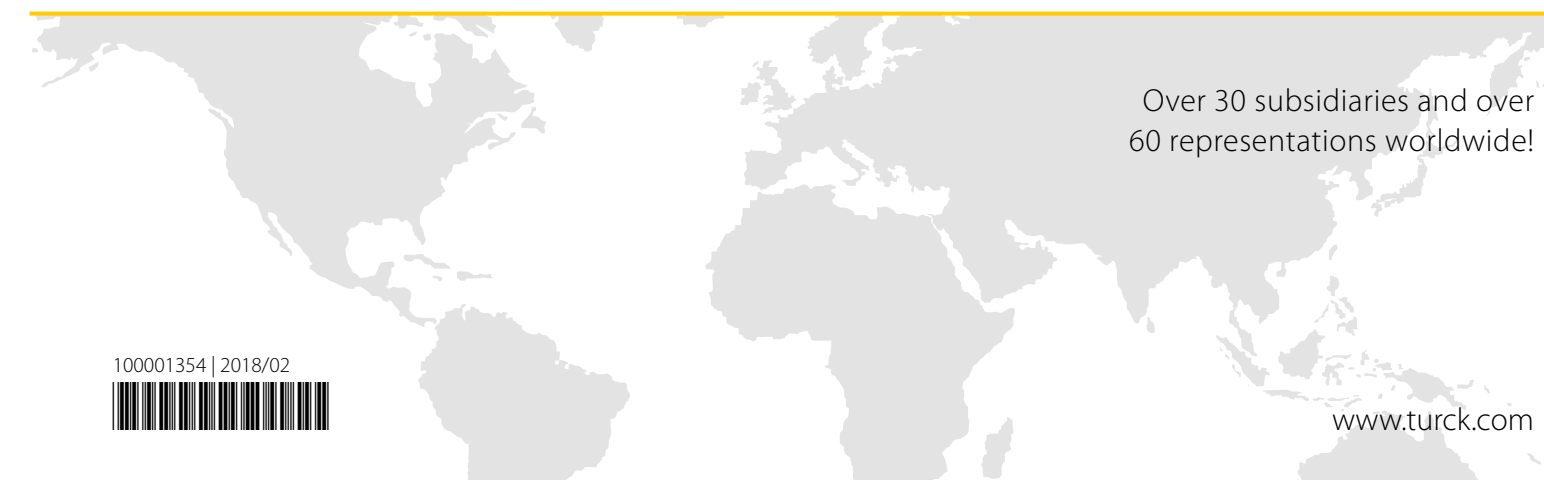 Over 30 subsidiaries and over
60 representations worldwide!
100001354 | 2018/02
www.turck.com